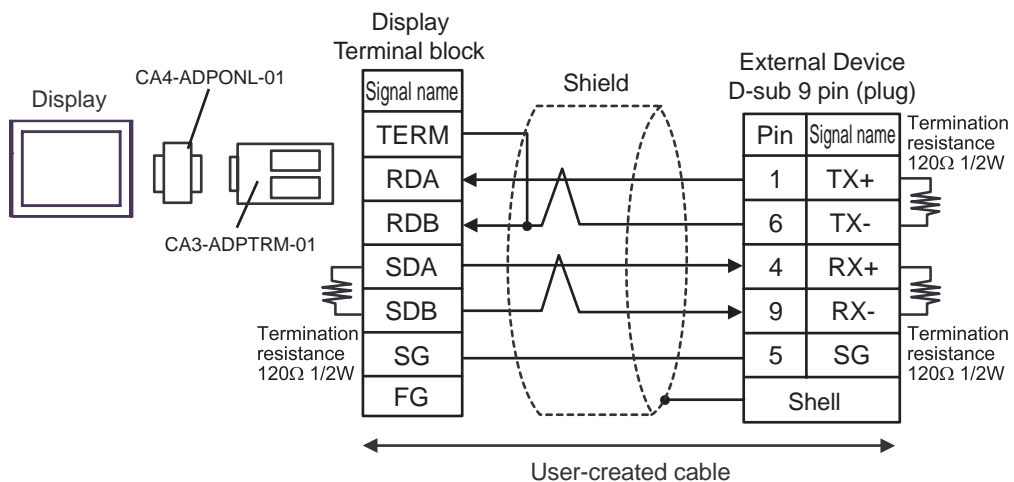 Display
Terminal block
CA4-ADPONL-01
Display
CA3-ADPTRM-01
Signal name
TERM
RDA
RDB
SDA
SDB
SG
FG
Termination
resistance
120Ω 1/2W
Shield
External Device
D-sub 9 pin (plug)
Pin Signal name
1 TX+
6 TX-
4 RX+
9 RX-
5 SG
Shell
Termination
resistance
120Ω 1/2W
Termination
resistance
120Ω 1/2W
User-created cable